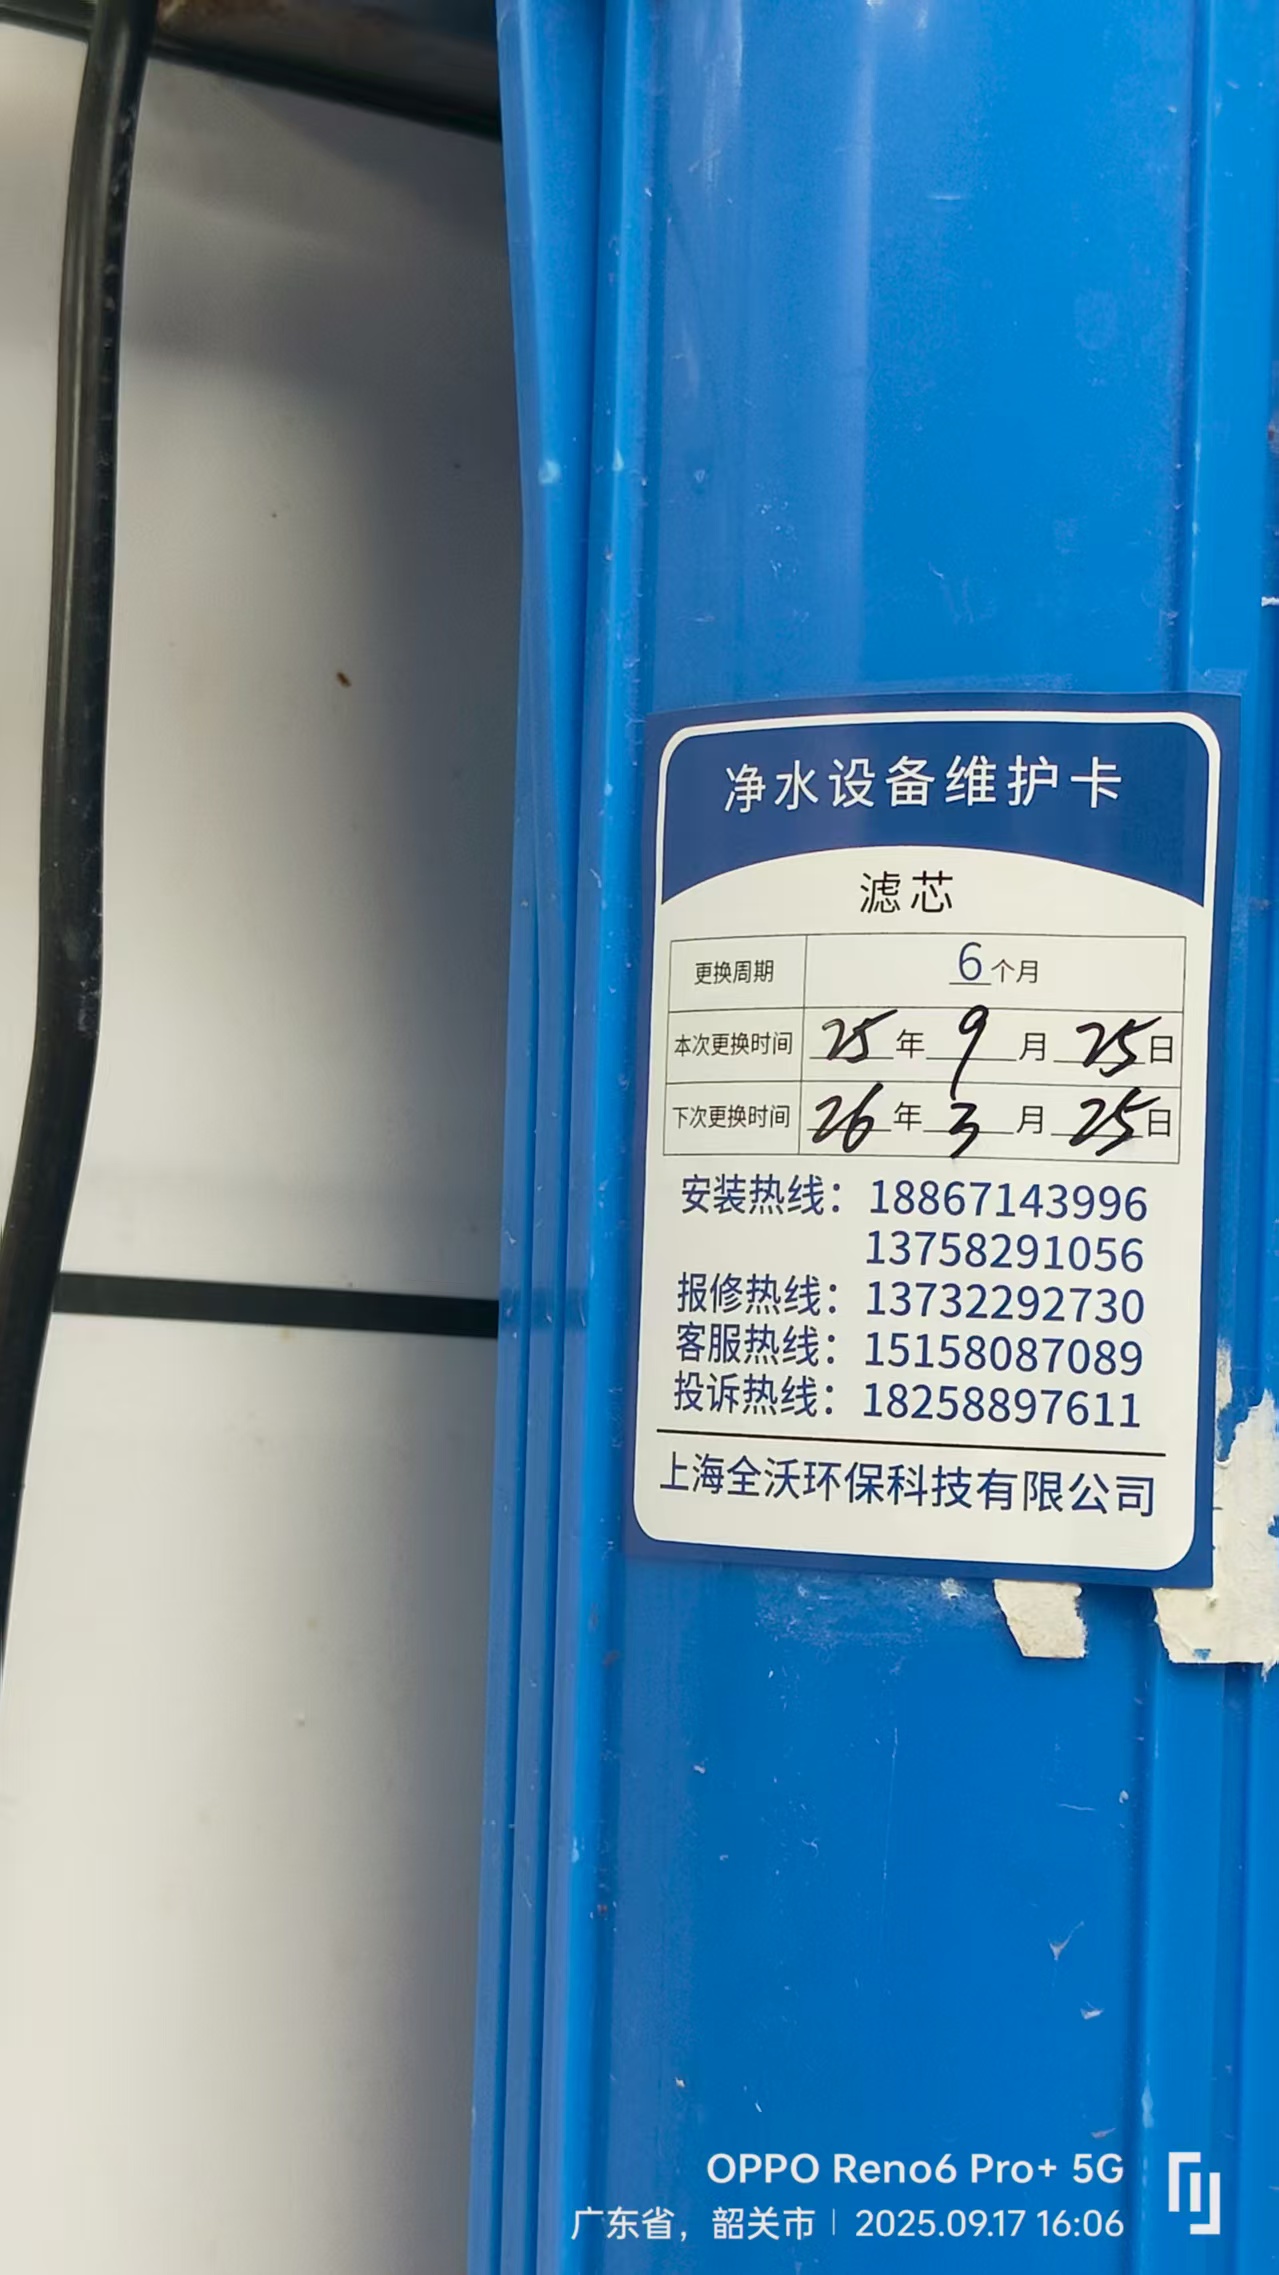 净水设备维护卡
滤芯
更换周期 6个月
本次更换时间 25年9月25日
下次更换时间 26年3月25日
安装热线：18867143996
13758291056
报修热线：13732292730
客服热线：15158087089
投诉热线：18258897611
上海全沃环保科技有限公司
OPPO Reno6 Pro+ 5G
广东省，韶关市 | 2025.09.17 16:06